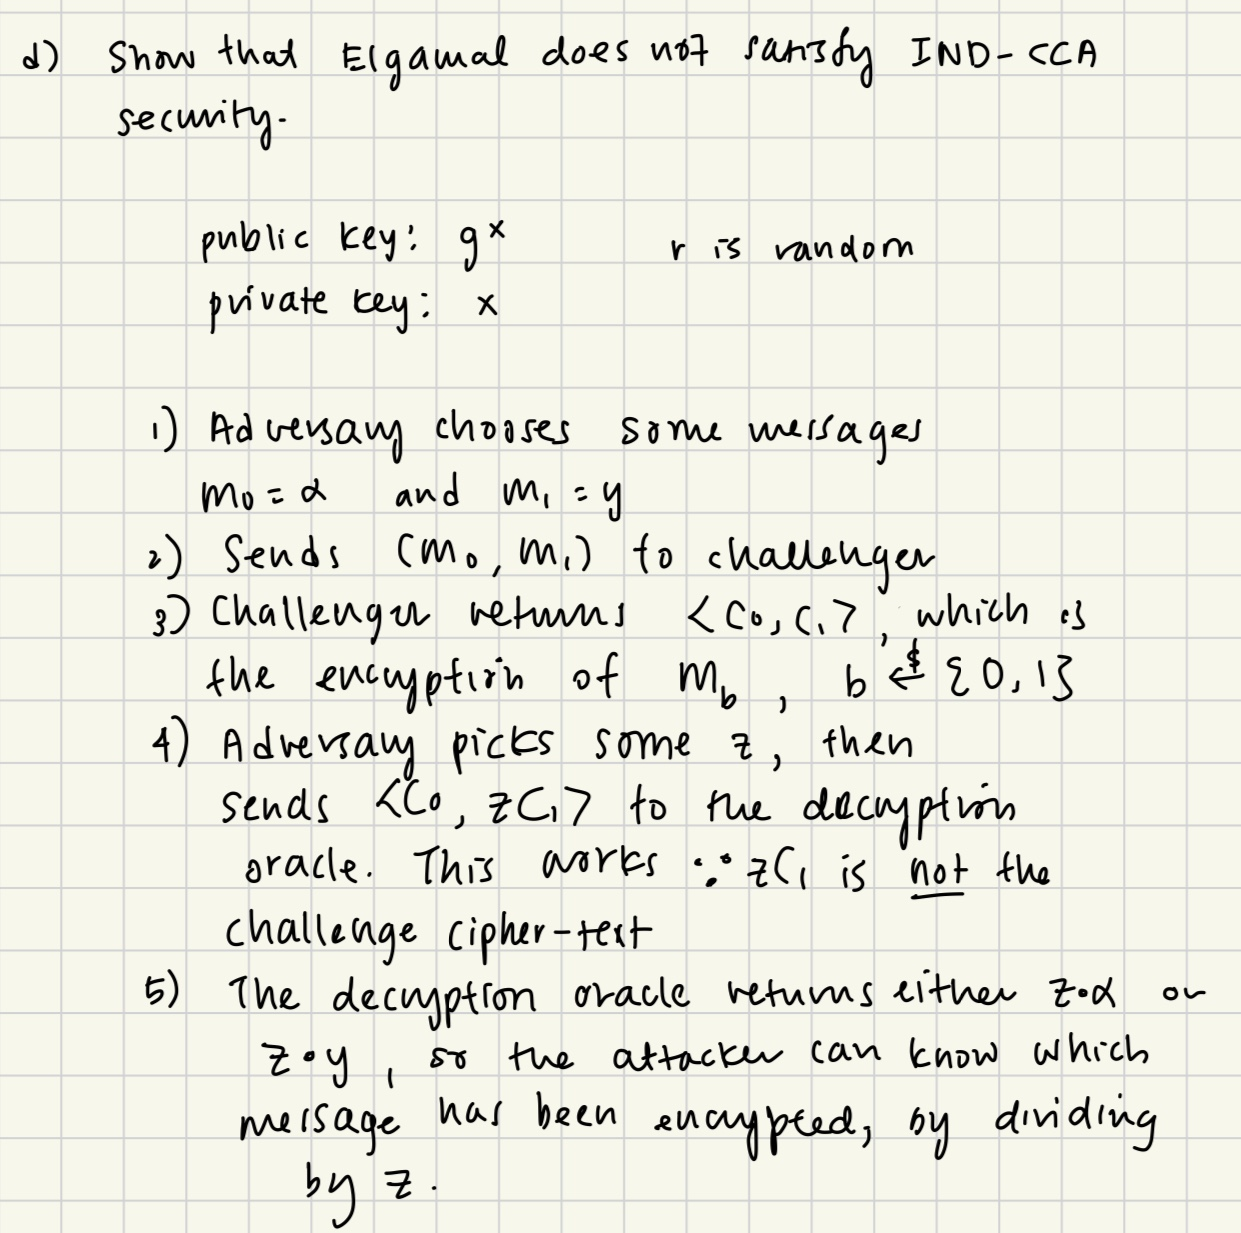 d) Show that Elgamal does not satisfy IND-CCA
security.
public key: g^x r is random
private key: x
1) Adversary chooses some messages
m₀ = α and m₁ = y
2) Sends (m₀, m₁) to challenger
3) Challenger returns <C₀, C₁>, which is
the encryption of m_b, b ←$ {0,1}
4) Adversary picks some z, then
sends <C₀, zC₁> to the decryption
oracle. This works ∵ zC₁ is not the
challenge cipher-text
5) The decryption oracle returns either z•α or
z•y, so the attacker can know which
message has been encrypted, by dividing
by z.